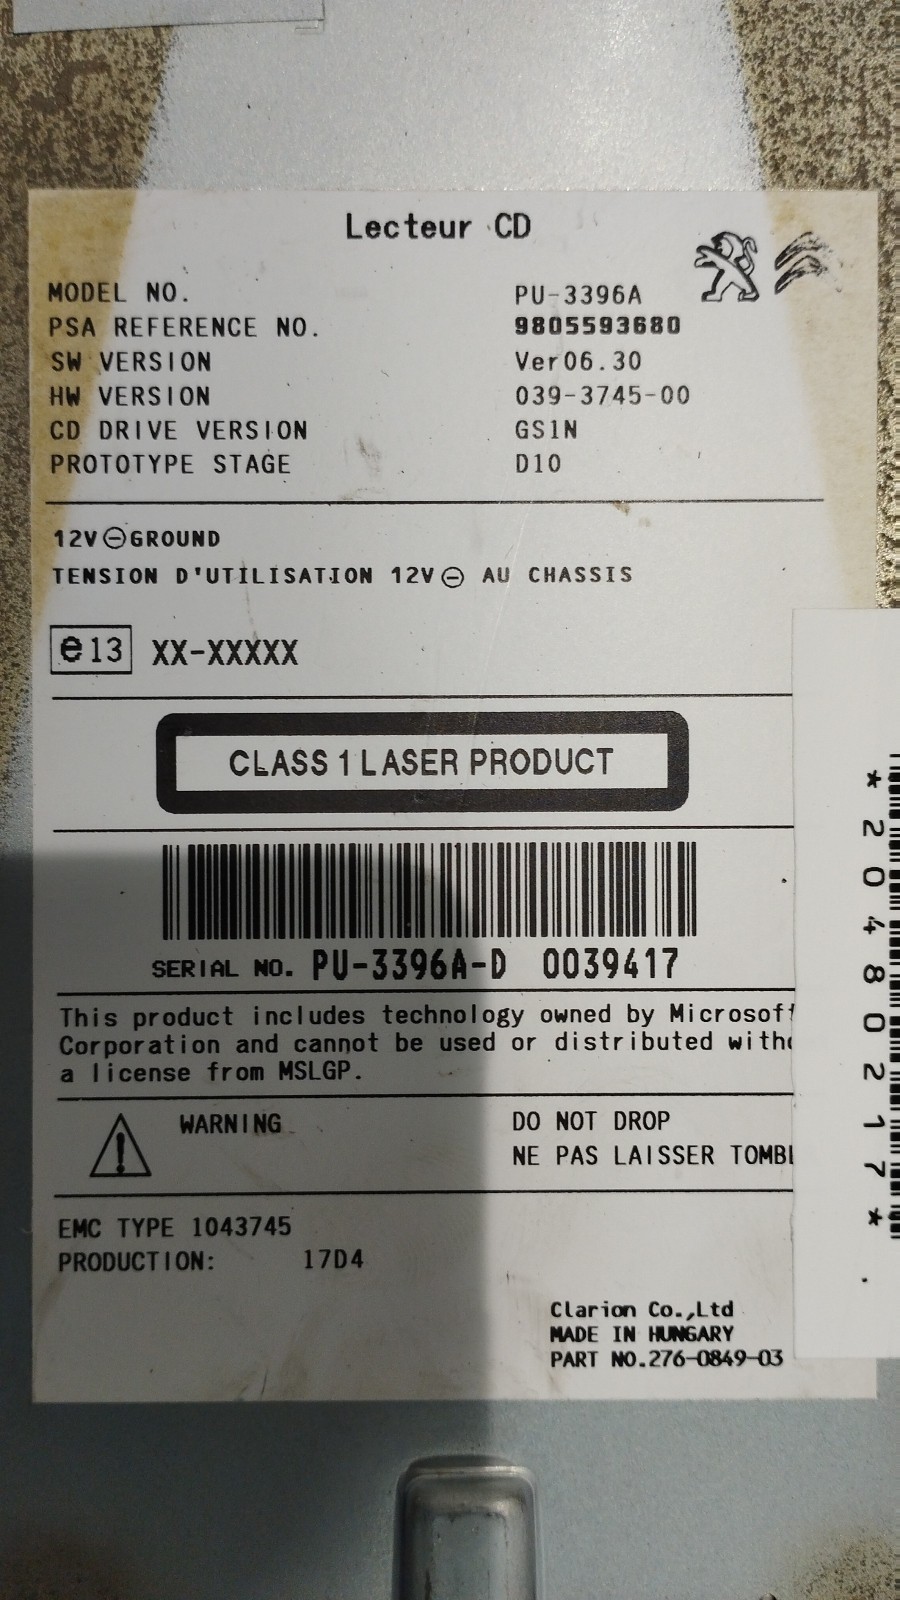 Lecteur CD
MODEL NO. PU-3396A
PSA REFERENCE NO. 9805593680
SW VERSION Ver06.30
HW VERSION 039-3745-00
CD DRIVE VERSION GS1N
PROTOTYPE STAGE D10
12V⊖GROUND
TENSION D'UTILISATION 12V⊖ AU CHASSIS
e13 XX-XXXXX
CLASS 1 LASER PRODUCT
SERIAL NO. PU-3396A-D 0039417
This product includes technology owned by Microsoft
Corporation and cannot be used or distributed witho
a license from MSLGP.
WARNING DO NOT DROP
NE PAS LAISSER TOMB
EMC TYPE 1043745
PRODUCTION: 17D4
Clarion Co.,Ltd
MADE IN HUNGARY
PART NO.276-0849-03
*20480217*